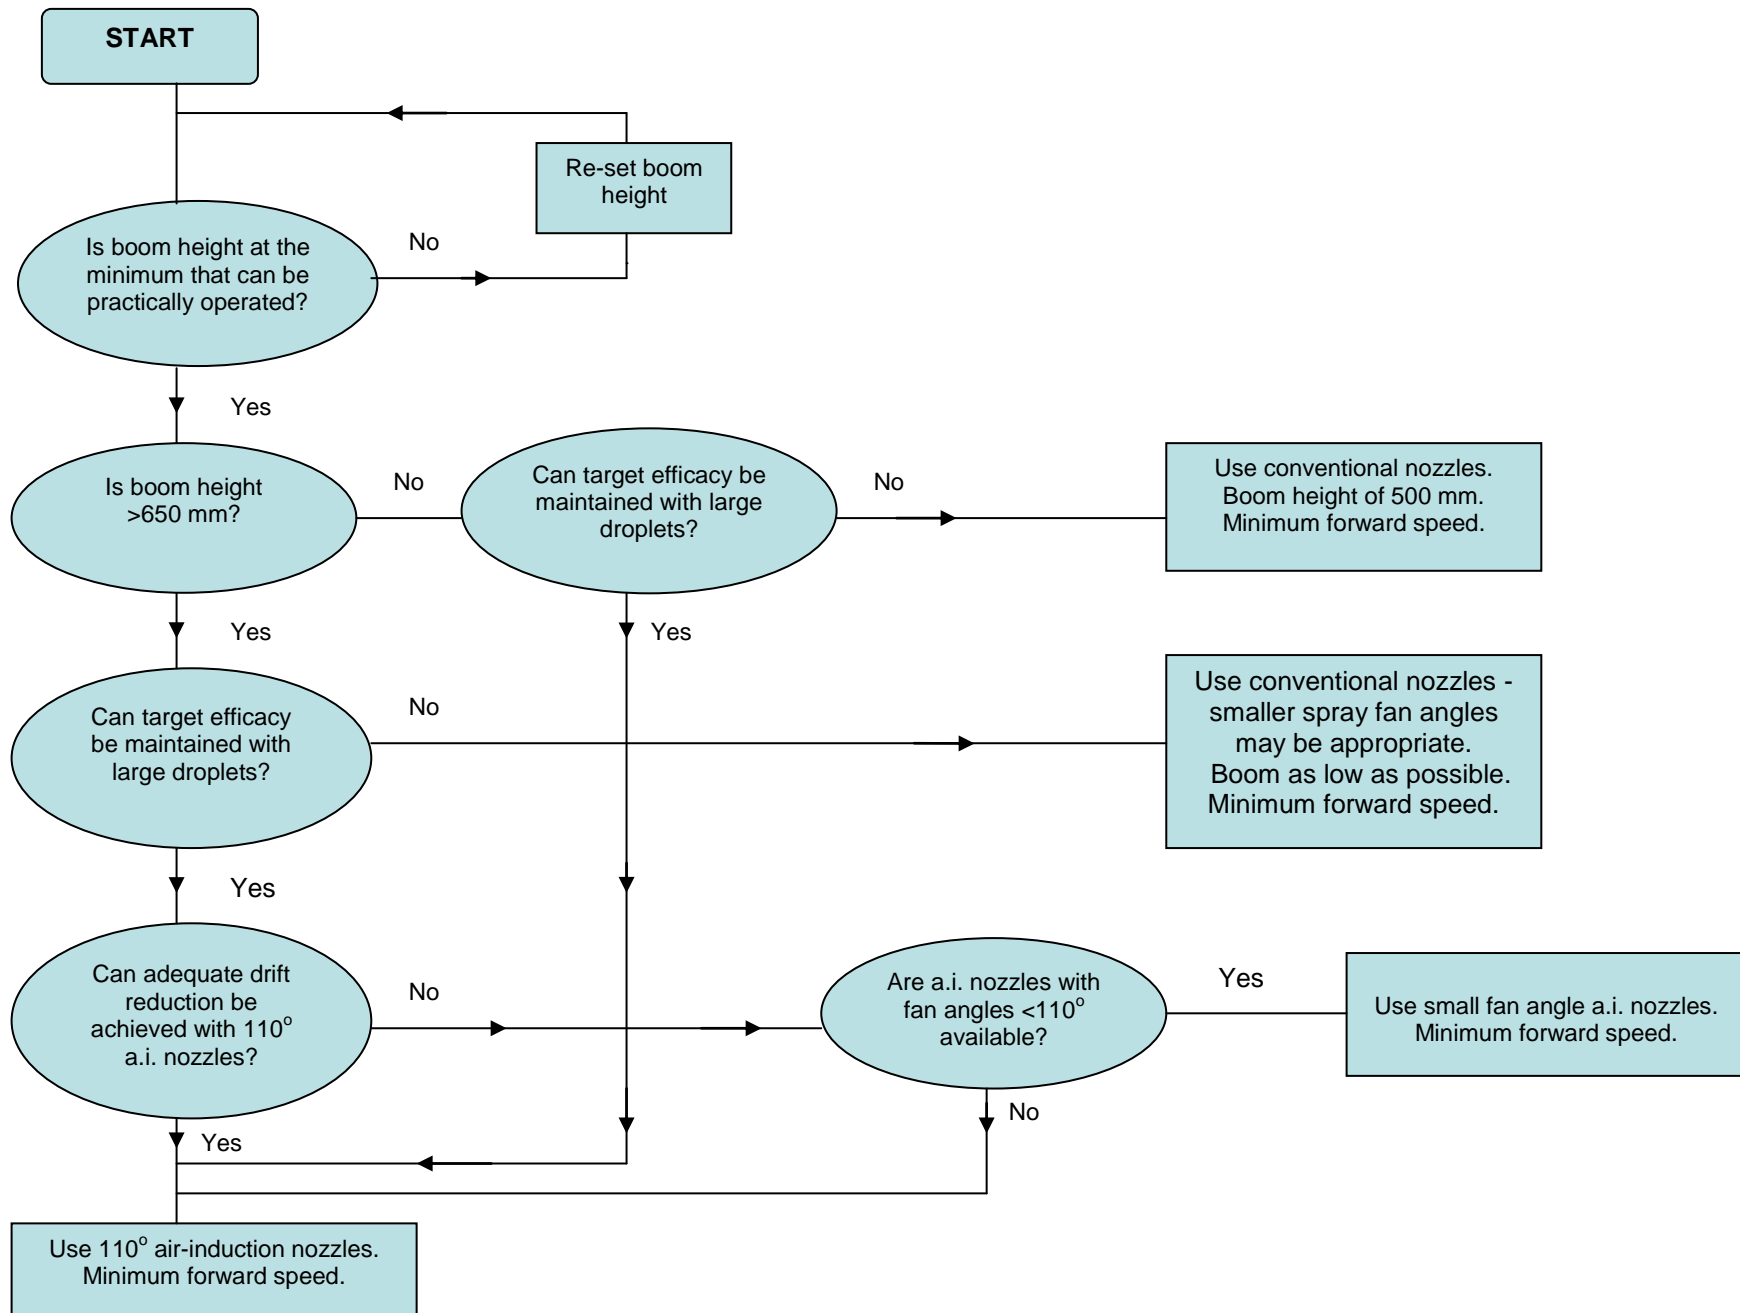 START
Re-set boom
height
Is boom height at the
minimum that can be
practically operated?
No
Yes
Is boom height
>650 mm?
No
Can target efficacy be
maintained with large
droplets?
No
Use conventional nozzles.
Boom height of 500 mm.
Minimum forward speed.
Yes
Yes
Can target efficacy
be maintained with
large droplets?
No
Use conventional nozzles -
smaller spray fan angles
may be appropriate.
Boom as low as possible.
Minimum forward speed.
Yes
Can adequate drift
reduction be
achieved with 110°
a.i. nozzles?
No
Are a.i. nozzles with
fan angles <110°
available?
Yes
Use small fan angle a.i. nozzles.
Minimum forward speed.
No
Yes
Use 110° air-induction nozzles.
Minimum forward speed.